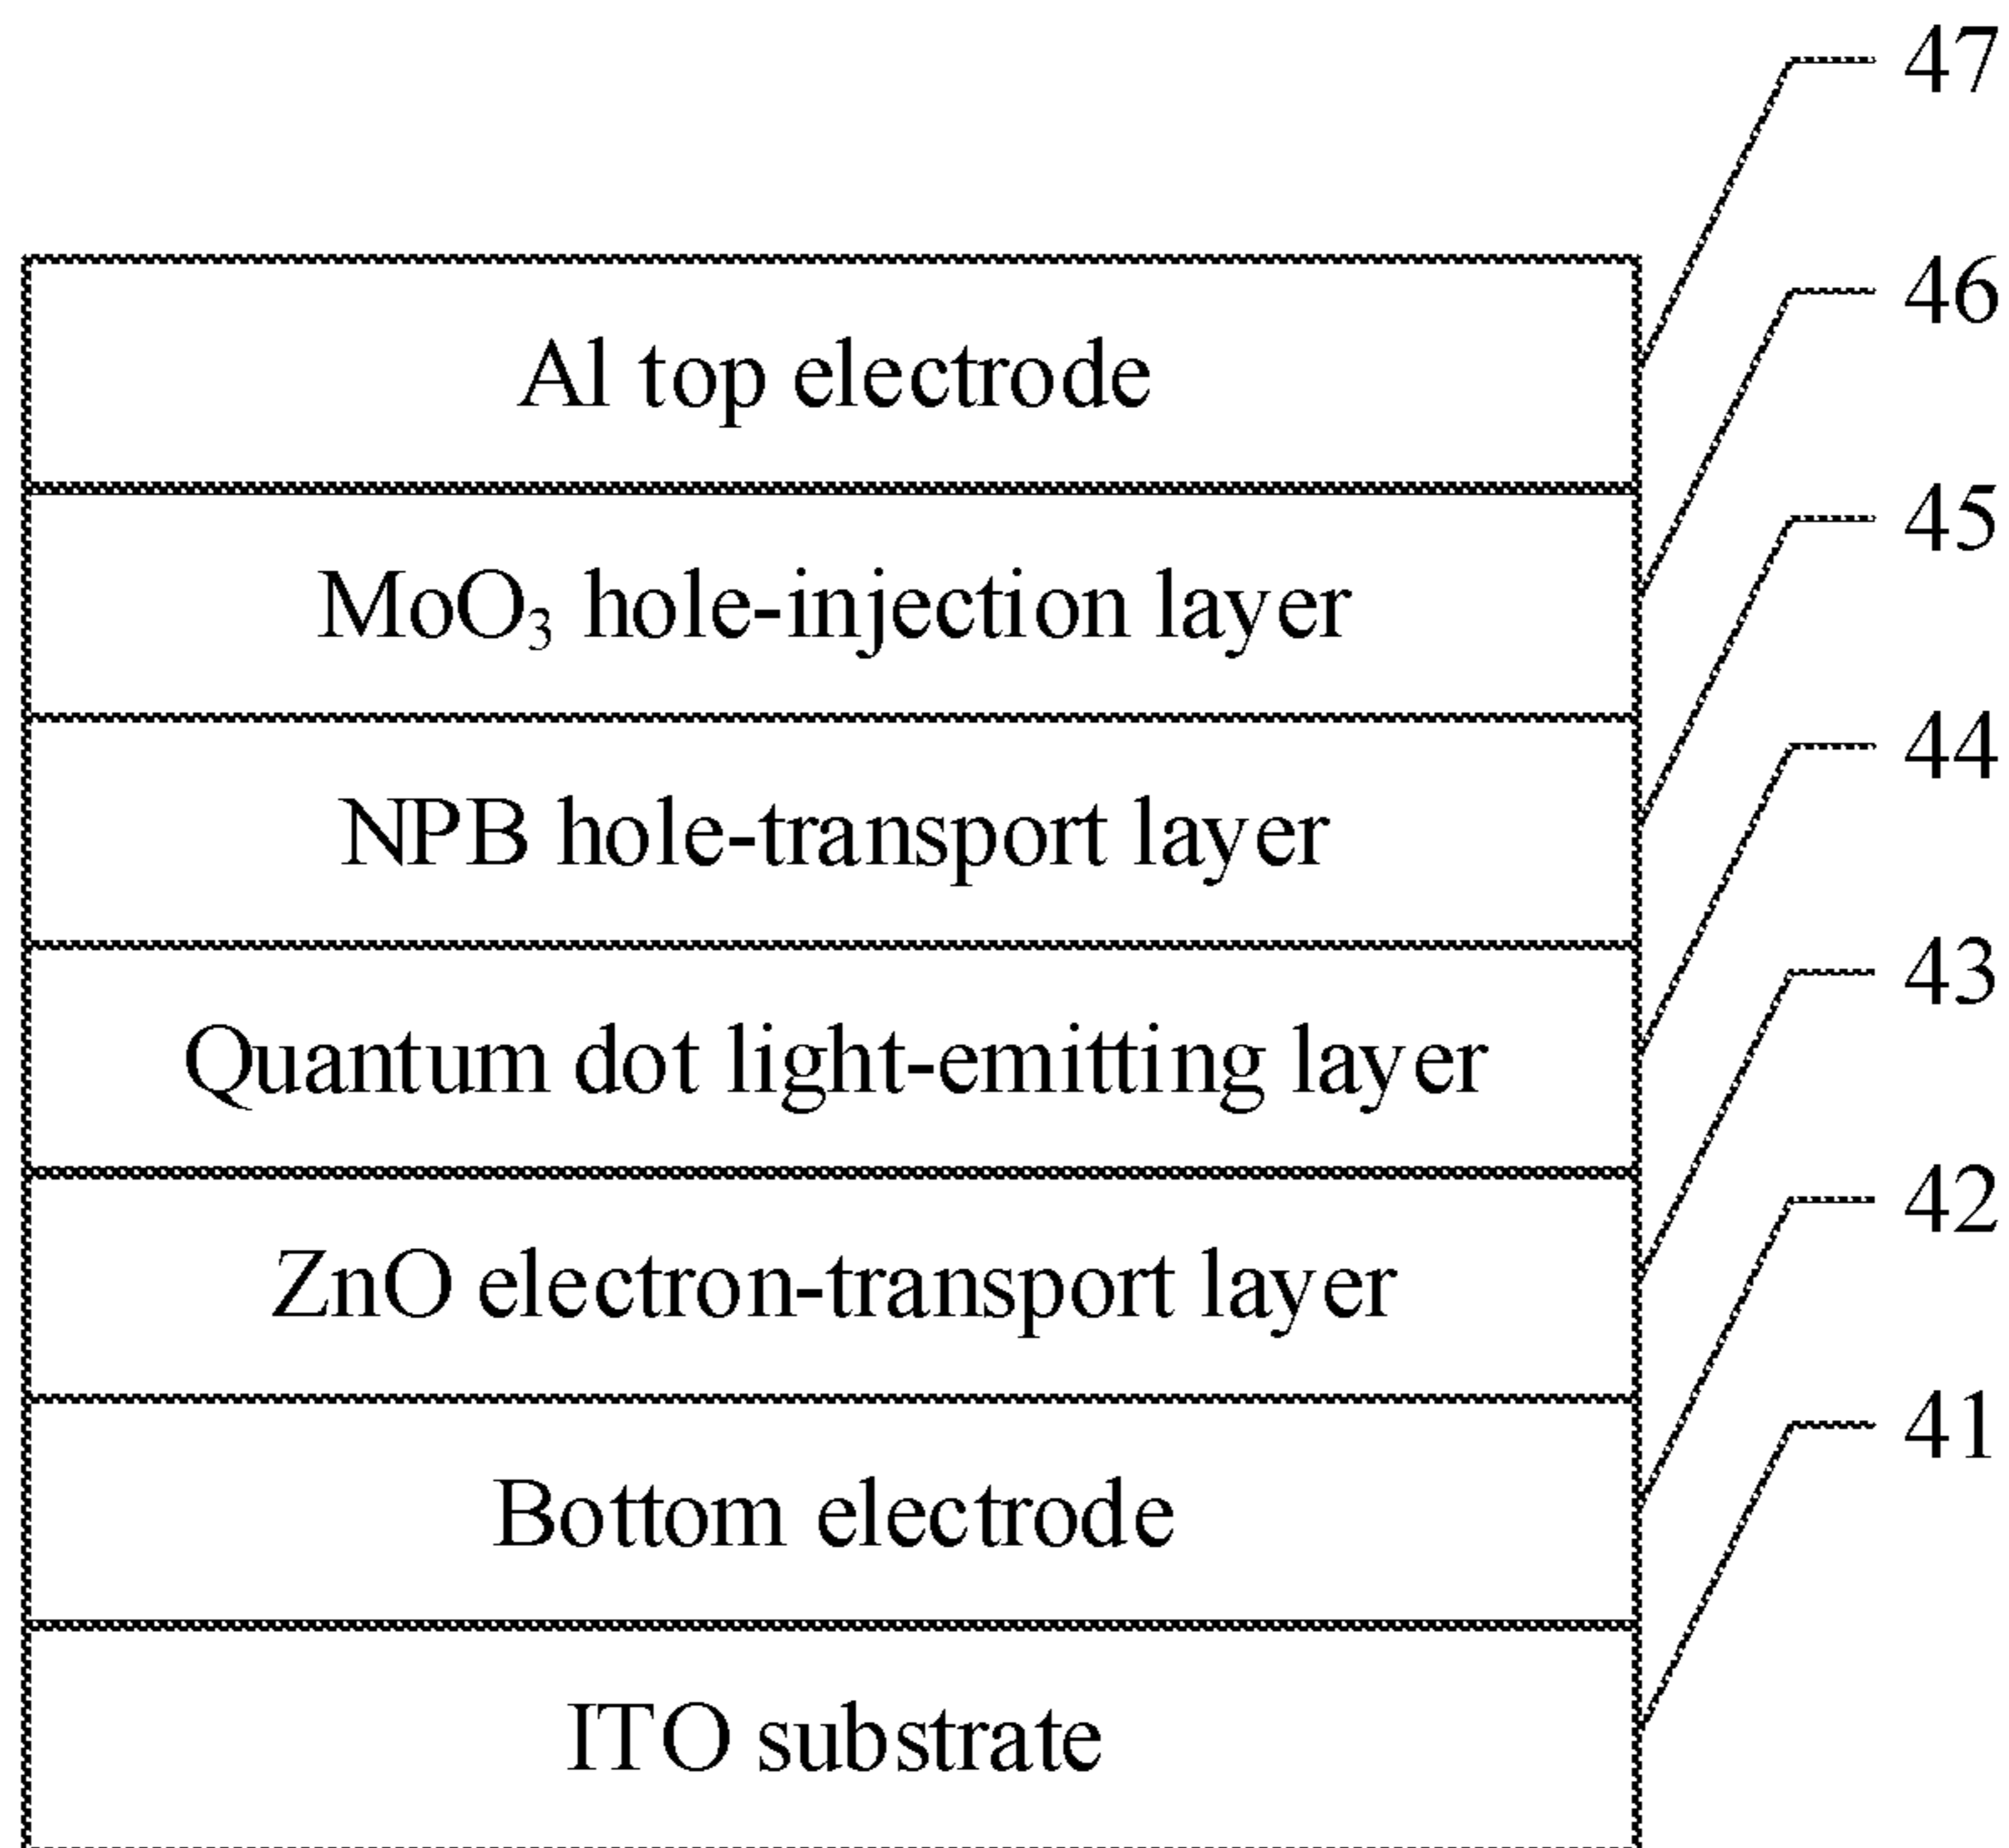 47
46
Al top electrode
45
MoO₃ hole-injection layer
44
NPB hole-transport layer
43
Quantum dot light-emitting layer
42
ZnO electron-transport layer
41
Bottom electrode
ITO substrate